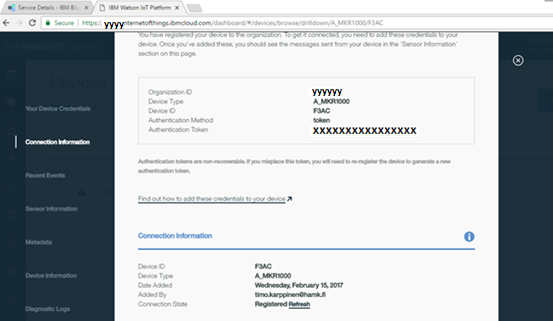 Service Details - IBM Blu
IBM Watson IoT Platform
Secure
https://yyyyinternetofthings.ibmcloud.com/dashboard/#/devices/browse/drilldown/A_MKR1000/F3AC
You have registered your device to the organization. To get it connected, you need to add these credentials to your
device. Once you've added these, you should see the messages sent from your device in the 'Sensor Information'
section on this page.
Your Device Credentials
Connection Information
Recent Events
Sensor Information
Metadata
Device Information
Diagnostic Logs
Organization ID yyyyyy
Device Type A_MKR1000
Device ID F3AC
Authentication Method token
Authentication Token XXXXXXXXXXXXXXXX
Authentication tokens are non-recoverable. If you misplace this token, you will need to re-register the device to generate a new
authentication token.
Find out how to add these credentials to your device
Connection Information
Device ID F3AC
Device Type A_MKR1000
Date Added Wednesday, February 15, 2017
Added By timo.karppinen@hamk.fi
Connection State Registered Refresh